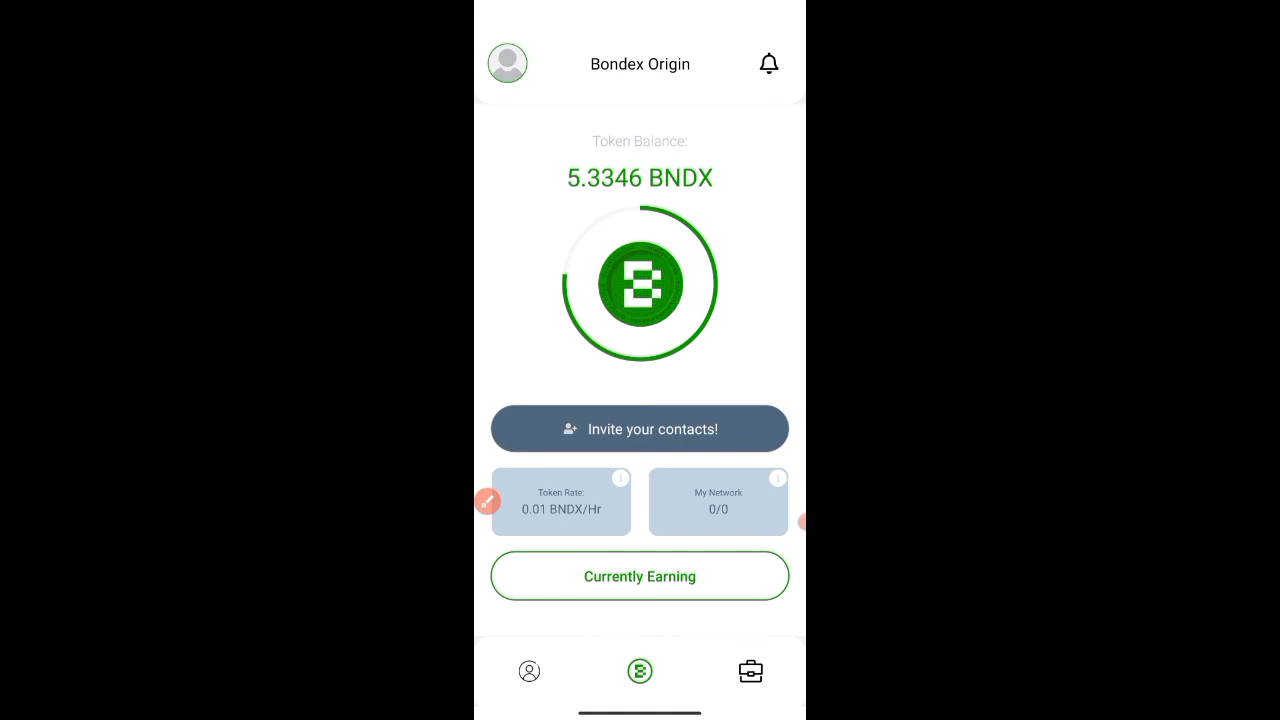 Bondex Origin
Token Balance:
5.3346 BNDX
Invite your contacts!
Token Rate:
0.01 BNDX/Hr
My Network
0/0
Currently Earning